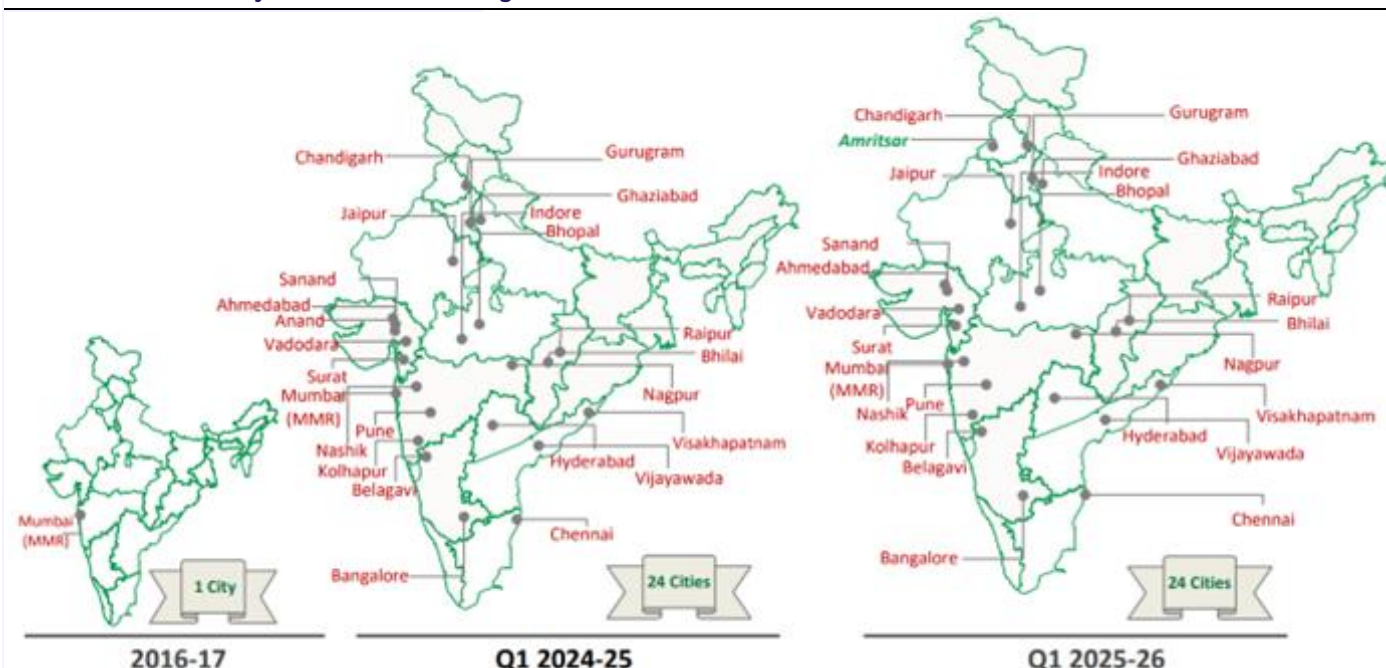 Mumbai
(MMR)
1 City
2016-17
Chandigarh
Gurugram
Ghaziabad
Jaipur
Indore
Bhopal
Sanand
Ahmedabad
Anand
Vadodara
Surat
Mumbai
(MMR)
Pune
Nashik
Kolhapur
Belagavi
Raipur
Bhilai
Nagpur
Visakhapatnam
Hyderabad
Vijayawada
Chennai
Bangalore
24 Cities
Q1 2024-25
Chandigarh
Gurugram
Amritsar
Ghaziabad
Jaipur
Indore
Bhopal
Sanand
Ahmedabad
Vadodara
Surat
Mumbai
(MMR)
Pune
Nashik
Kolhapur
Belagavi
Raipur
Bhilai
Nagpur
Visakhapatnam
Hyderabad
Vijayawada
Chennai
Bangalore
24 Cities
Q1 2025-26